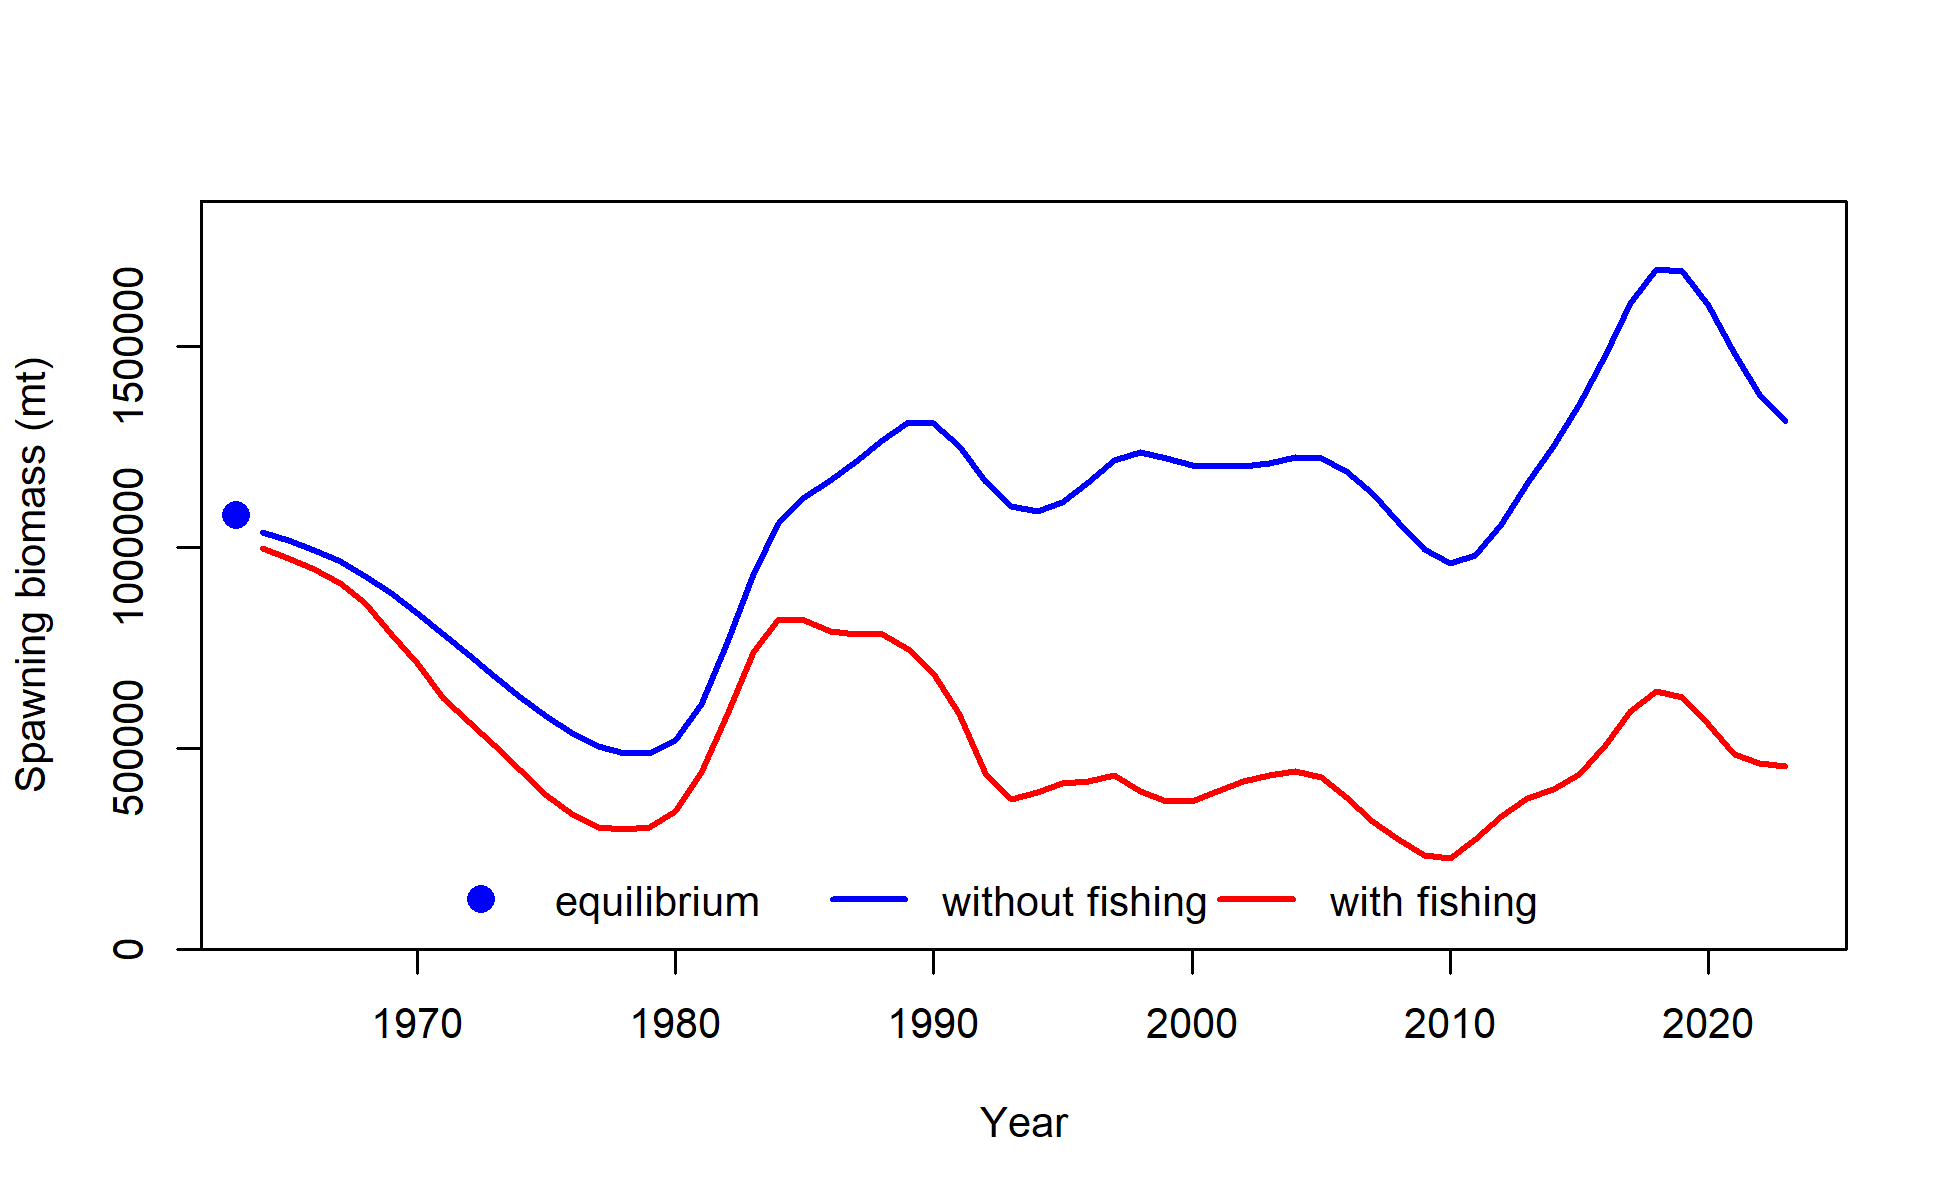 Spawning biomass (mt)
1500000
1000000
500000
0
equilibrium without fishing with fishing
1970 1980 1990 2000 2010 2020
Year